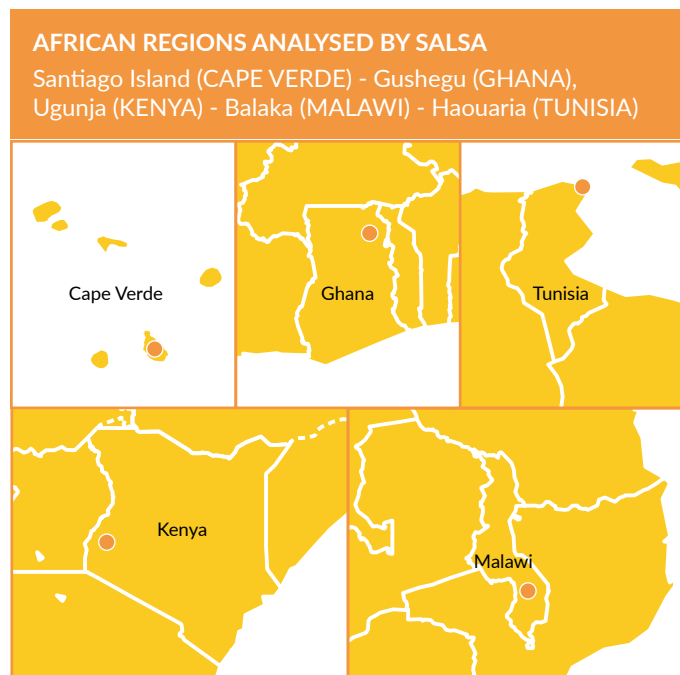 AFRICAN REGIONS ANALYSED BY SALSA
Santiago Island (CAPE VERDE) - Gushegu (GHANA),
Ugunja (KENYA) - Balaka (MALAWI) - Haouaria (TUNISIA)
Cape Verde
Ghana
Tunisia
Kenya
Malawi